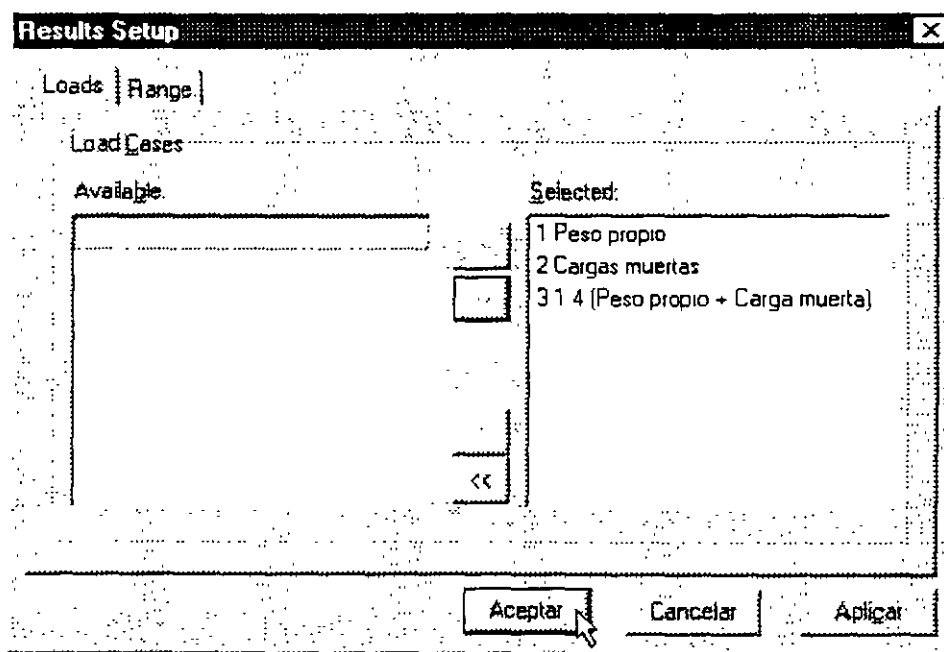 Results Setup
Loads Range
Load Cases
Available:
Selected:
1 Peso propio
2 Cargas muertas
3 1 4 (Peso propio + Carga muerta)
<<
Aceptar Cancelar Aplicar